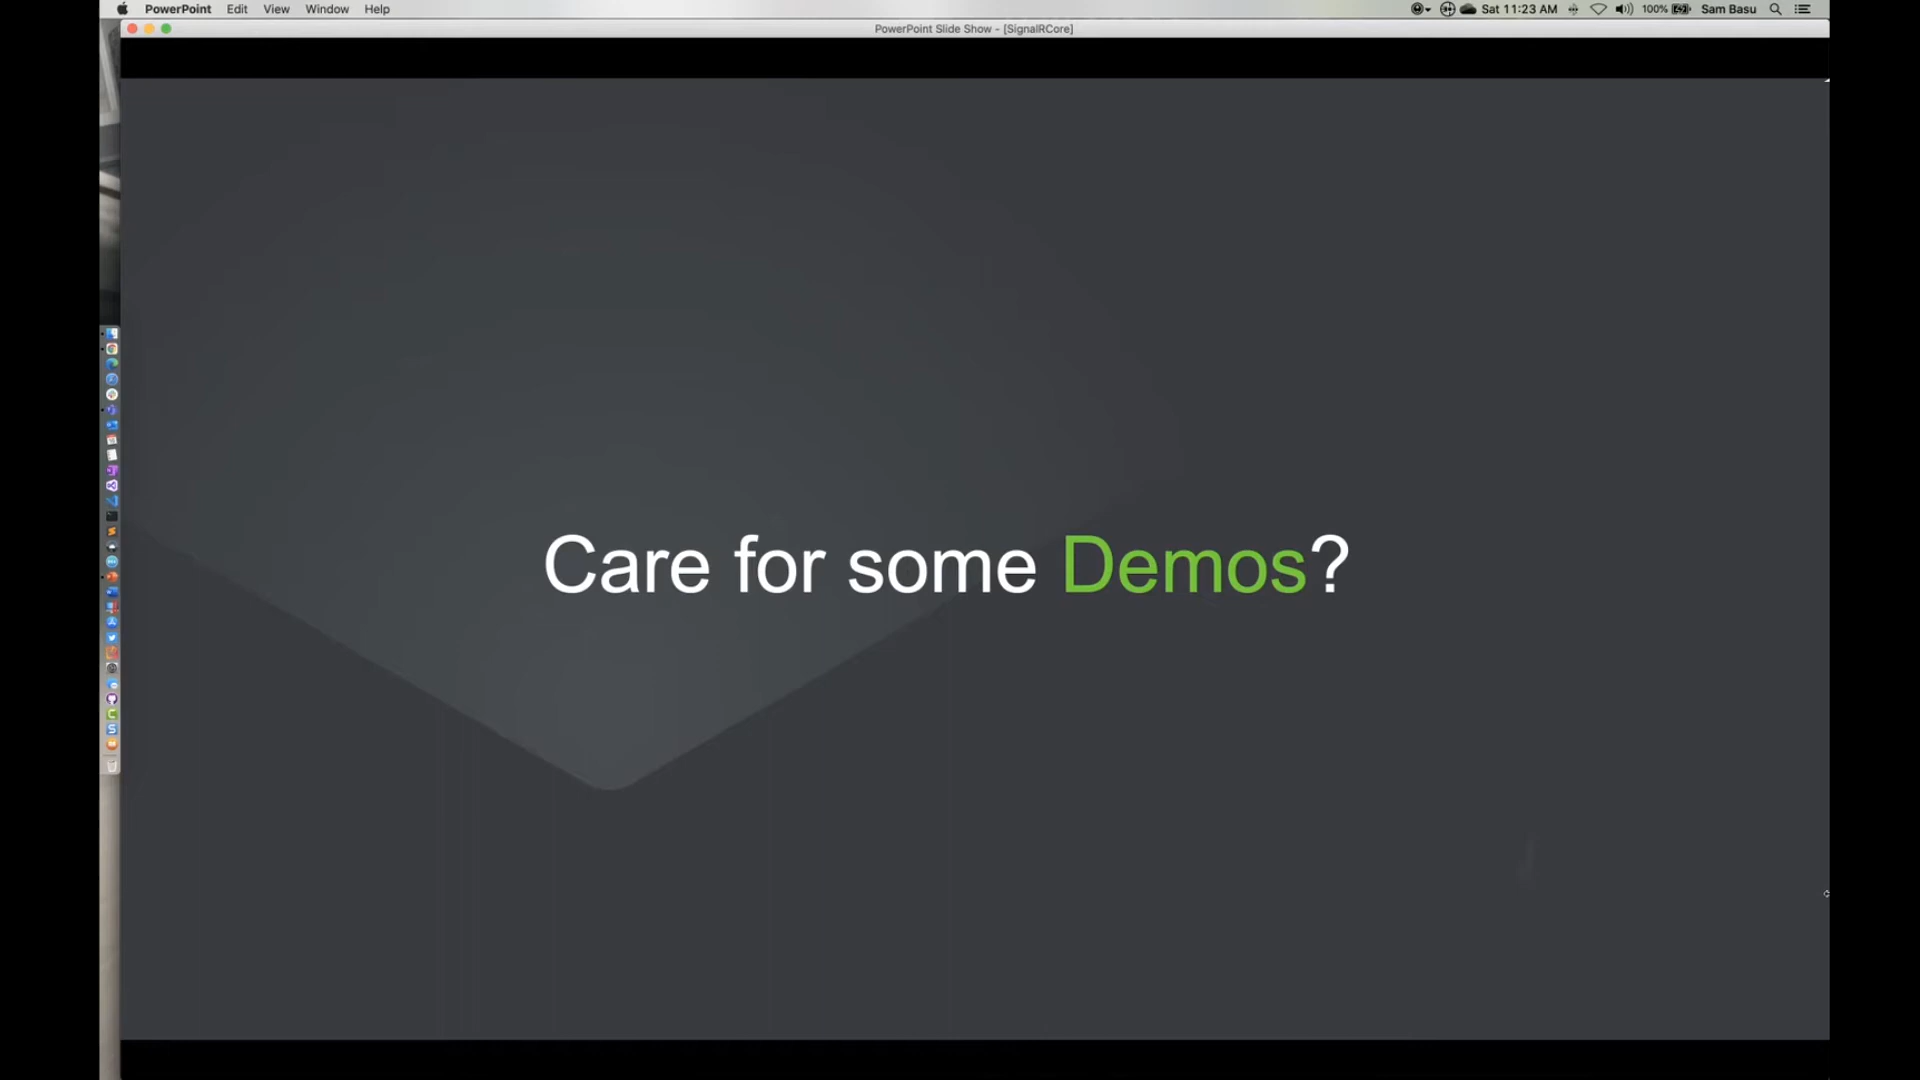 PowerPoint Edit View Window Help Sat 11:23 AM 100% Sam Basu
PowerPoint Slide Show - [SignalRCore]
Care for some Demos?